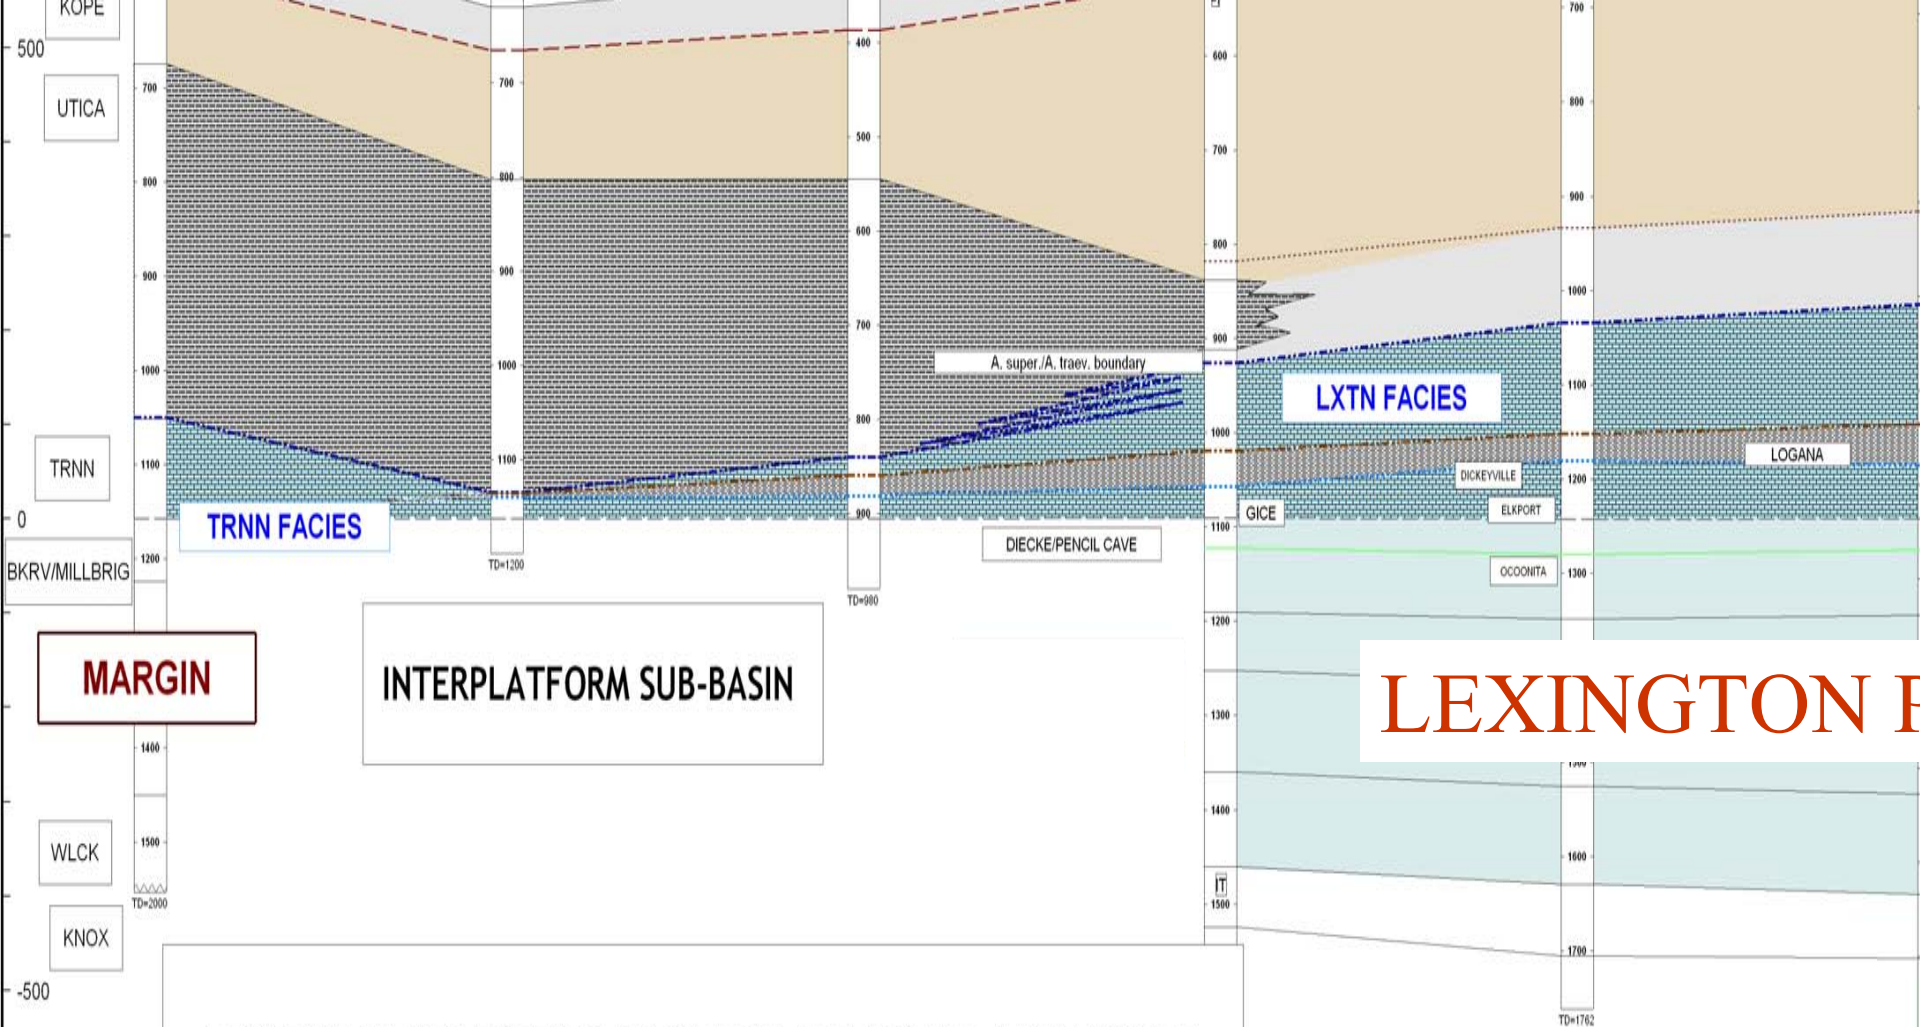 KOPE
500
UTICA
TRNN
0
BKRV/MILLBRIG
MARGIN
WLCK
KNOX
-500
700
800
900
1000
1100
1200
1400
1500
TD=2000
TRNN FACIES
700
800
900
1000
1100
TD=1200
INTERPLATFORM SUB-BASIN
400
500
600
700
800
900
TD=980
A. super./A. traev. boundary
DIECKE/PENCIL CAVE
600
700
800
900
1000
1100
1200
1300
1400
IT
1500
GICE
LXTN FACIES
DICKEYVILLE
ELKPORT
OCOONITA
700
800
900
1000
1100
1200
1300
1600
1700
TD=1762
LOGANA
LEXINGTON